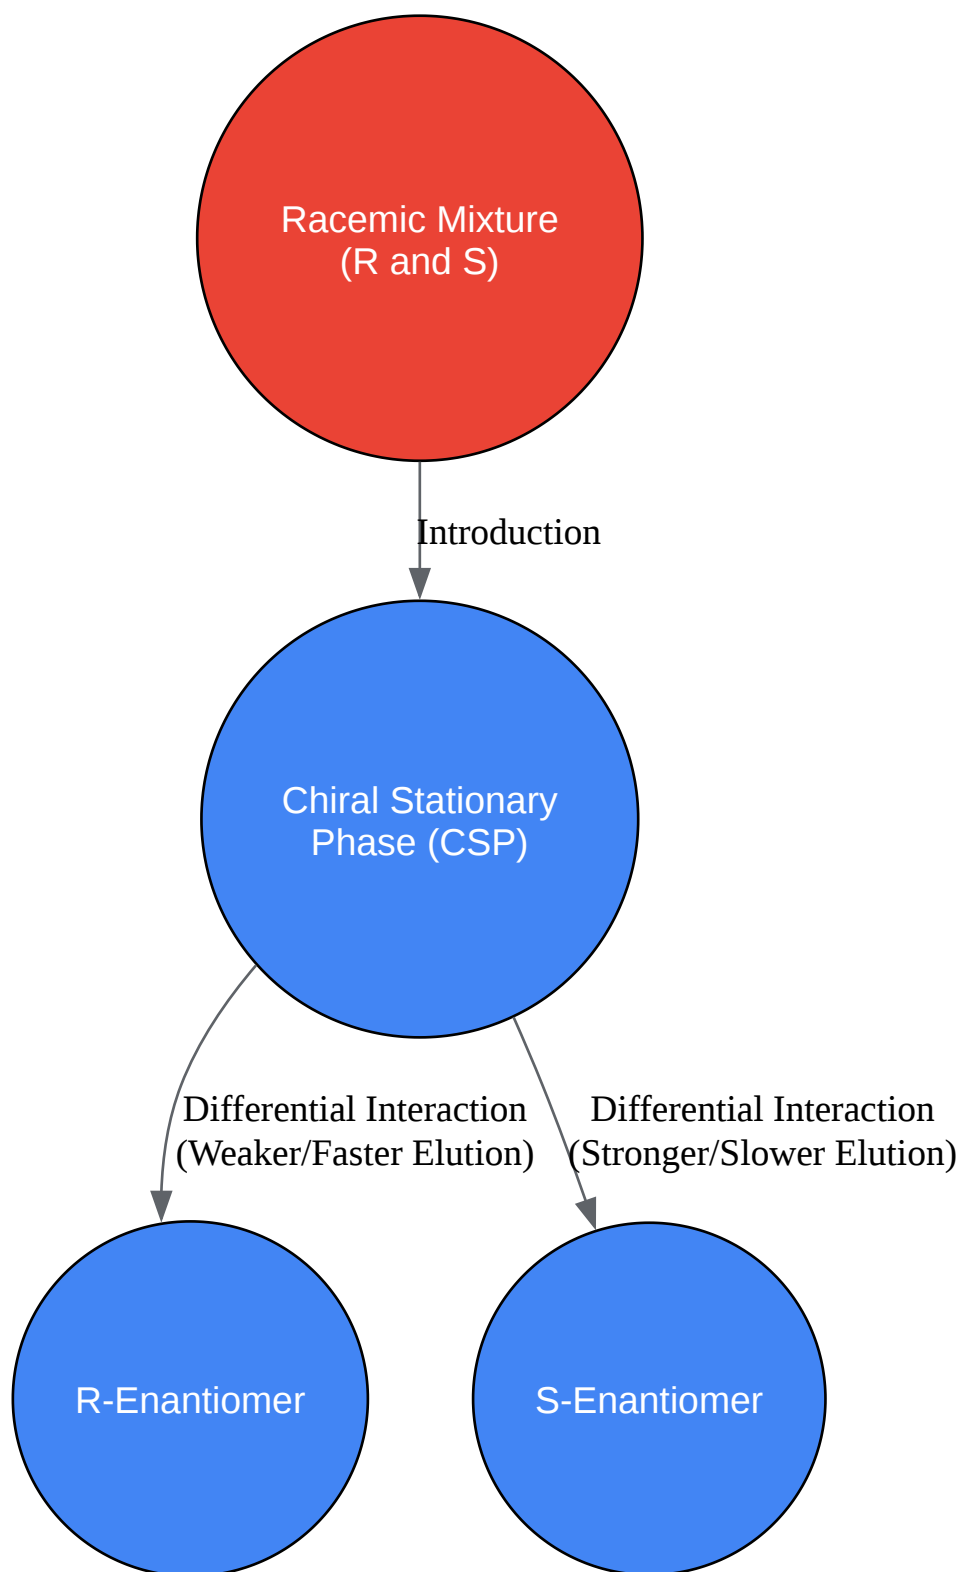 Racemic Mixture
(R and S)
Introduction
Chiral Stationary
Phase (CSP)
Differential Interaction
(Weaker/Faster Elution)
Differential Interaction
(Stronger/Slower Elution)
R-Enantiomer
S-Enantiomer